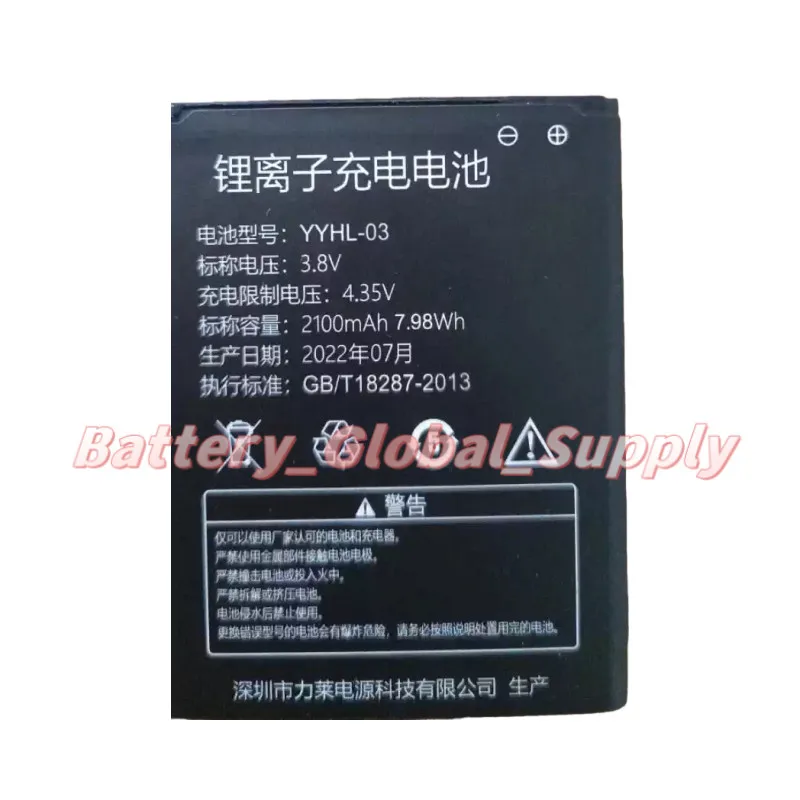 锂离子充电电池
电池型号：YYHL-03
标称电压：3.8V
充电限制电压：4.35V
标称容量：2100mAh 7.98Wh
生产日期：2022年07月
执行标准：GB/T18287-2013
Battery_Global_Supply
警告
仅可以使用厂家认可的电池和充电器。
严禁使用金属部件接触电池电极。
严禁撞击电池或投入火中。
严禁拆解或挤压电池。
电池侵水后禁止使用。
更换错误型号的电池会有爆炸危险，请务必按照说明处置用完的电池。
深圳市力莱电源科技有限公司 生产